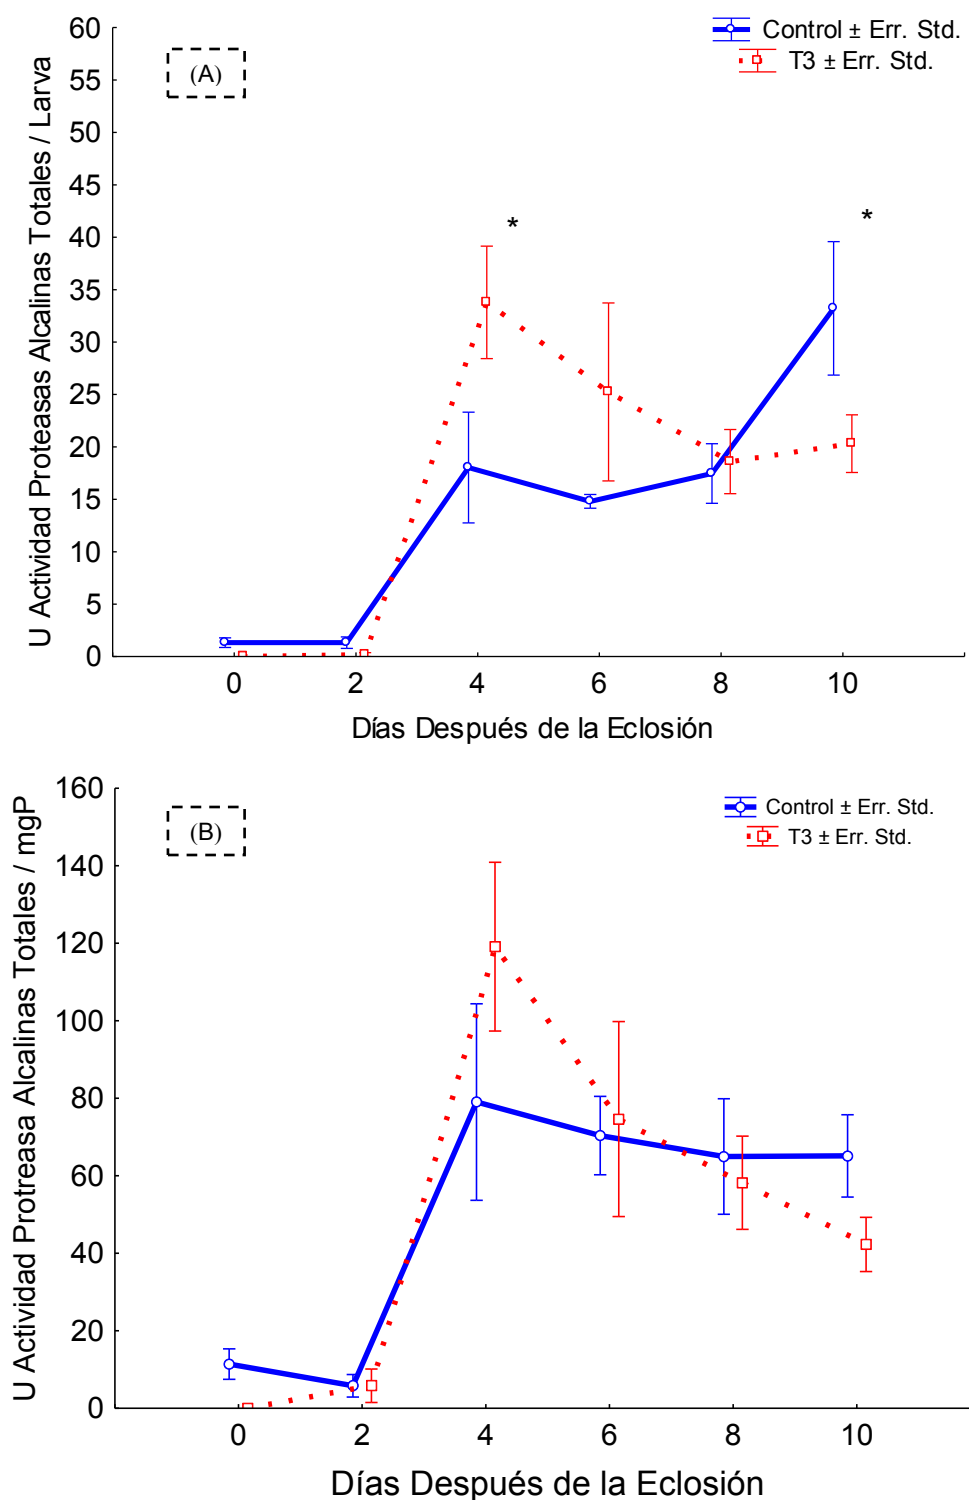 Control ± Err. Std.
T3 ± Err. Std.
(A)
U Actividad Proteasas Alcalinas Totales / Larva
60
55
50
45
40
35
30
25
20
15
10
5
0
*
*
0 2 4 6 8 10
Días Después de la Eclosión
Control ± Err. Std.
T3 ± Err. Std.
(B)
U Actividad Protreasa Alcalinas Totales / mgP
160
140
120
100
80
60
40
20
0
0 2 4 6 8 10
Días Después de la Eclosión